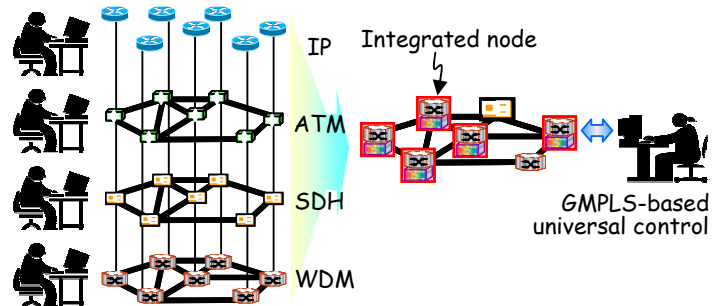 IP
ATM
SDH
WDM
Integrated node
GMPLS-based
universal control